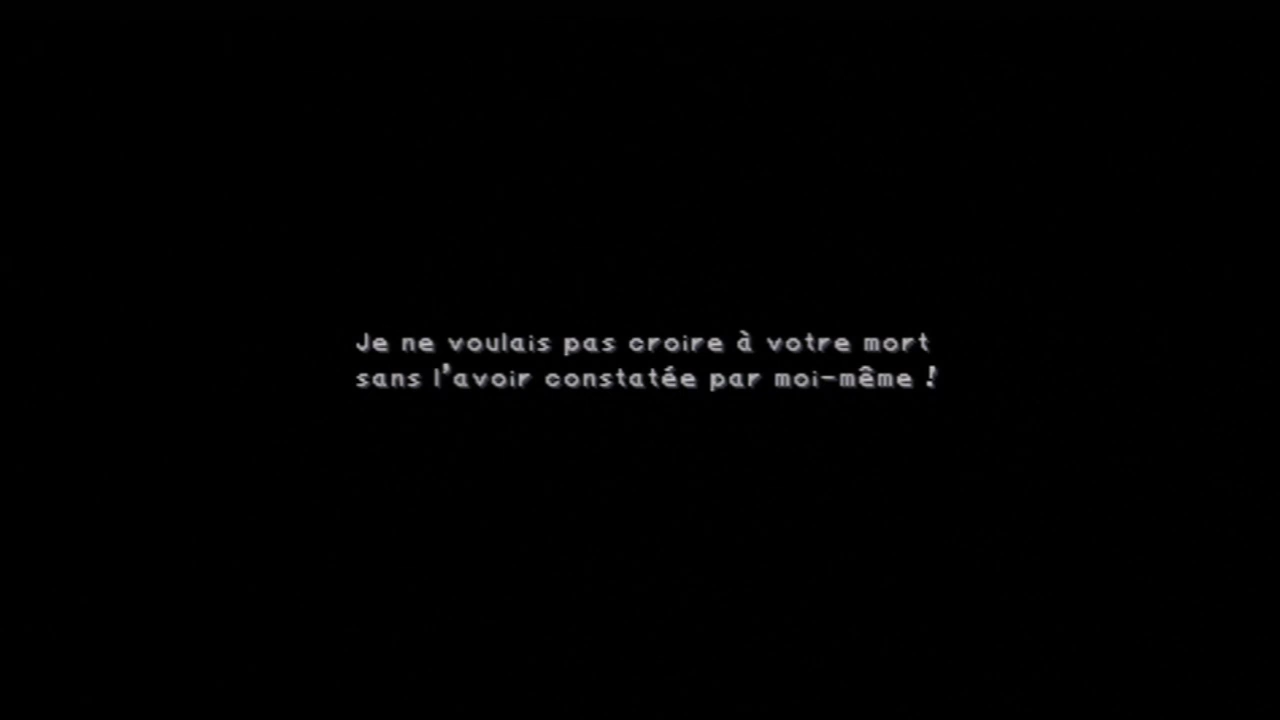 Je ne voulais pas croire à votre mort
sans l'avoir constatée par moi-même !